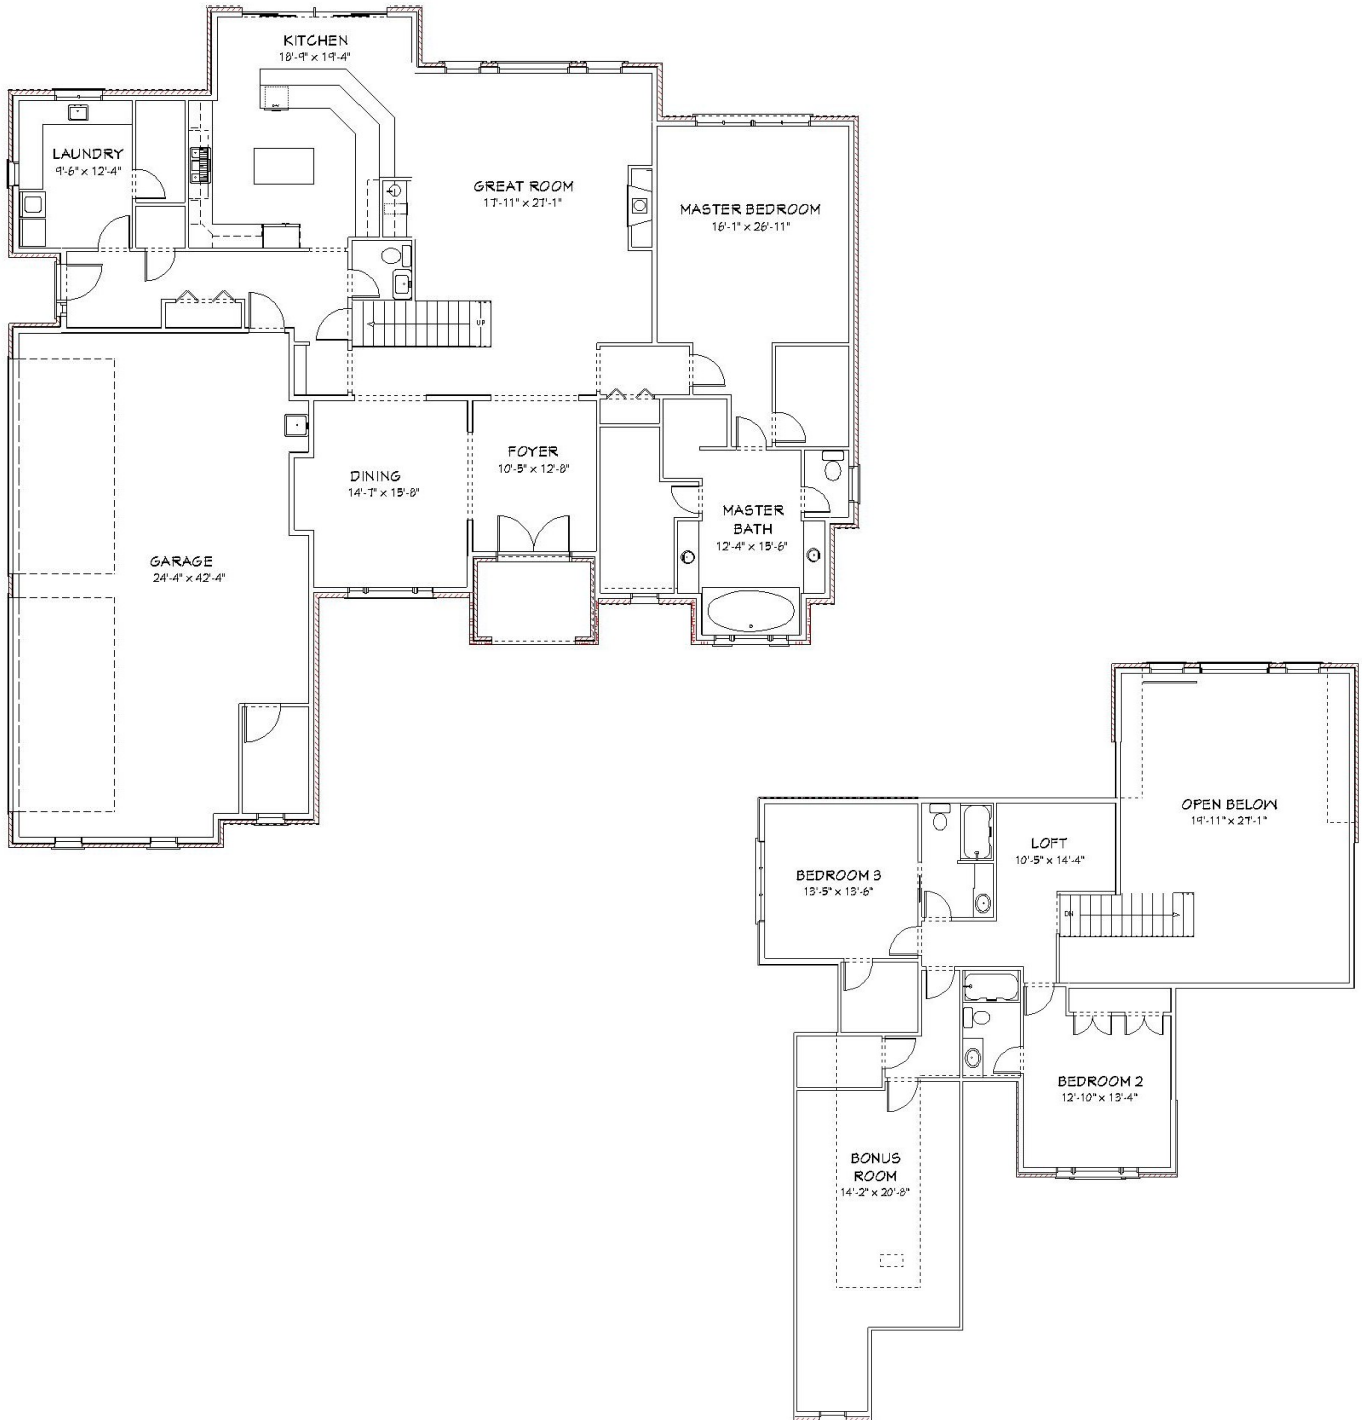 KITCHEN
18'-9" x 19'-4"
LAUNDRY
9'-6" x 12'-4"
GREAT ROOM
17'-11" x 27'-1"
MASTER BEDROOM
16'-1" x 26'-11"
UP
DINING
14'-7" x 15'-8"
FOYER
10'-5" x 12'-8"
MASTER
BATH
12'-4" x 15'-6"
GARAGE
24'-4" x 42'-4"
OPEN BELOW
19'-11" x 27'-1"
LOFT
10'-5" x 14'-4"
BEDROOM 3
13'-5" x 13'-6"
DN
BEDROOM 2
12'-10" x 13'-4"
BONUS
ROOM
14'-2" x 20'-8"